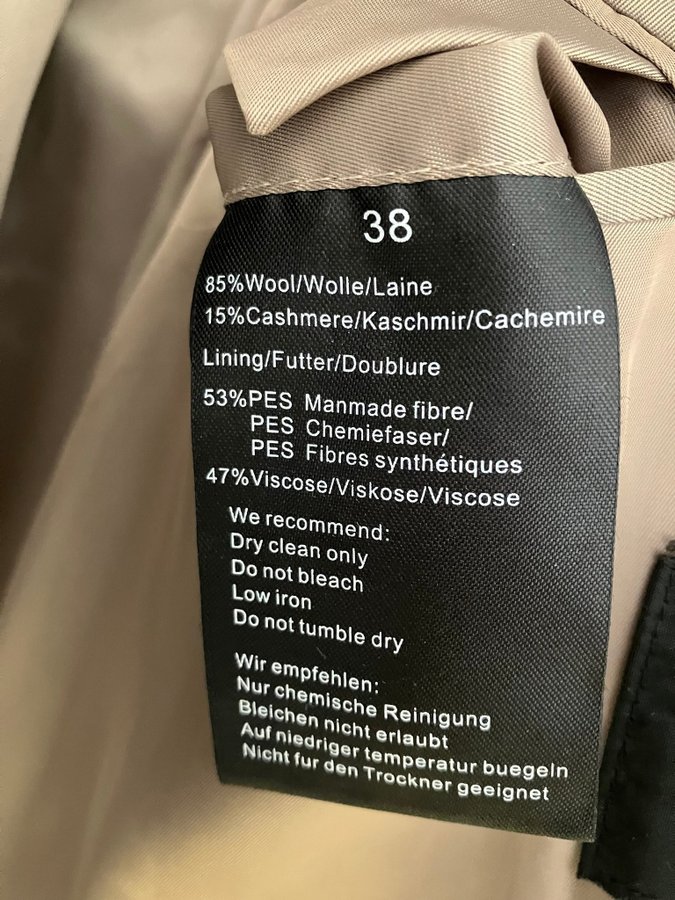 38
85%Wool/Wolle/Laine
15%Cashmere/Kaschmir/Cachemire
Lining/Futter/Doublure
53%PES Manmade fibre/
PES Chemiefaser/
PES Fibres synthétiques
47%Viscose/Viskose/Viscose
We recommend:
Dry clean only
Do not bleach
Low iron
Do not tumble dry
Wir empfehlen:
Nur chemische Reinigung
Bleichen nicht erlaubt
Auf niedriger temperatur buegeln
Nicht fur den Trockner geeignet